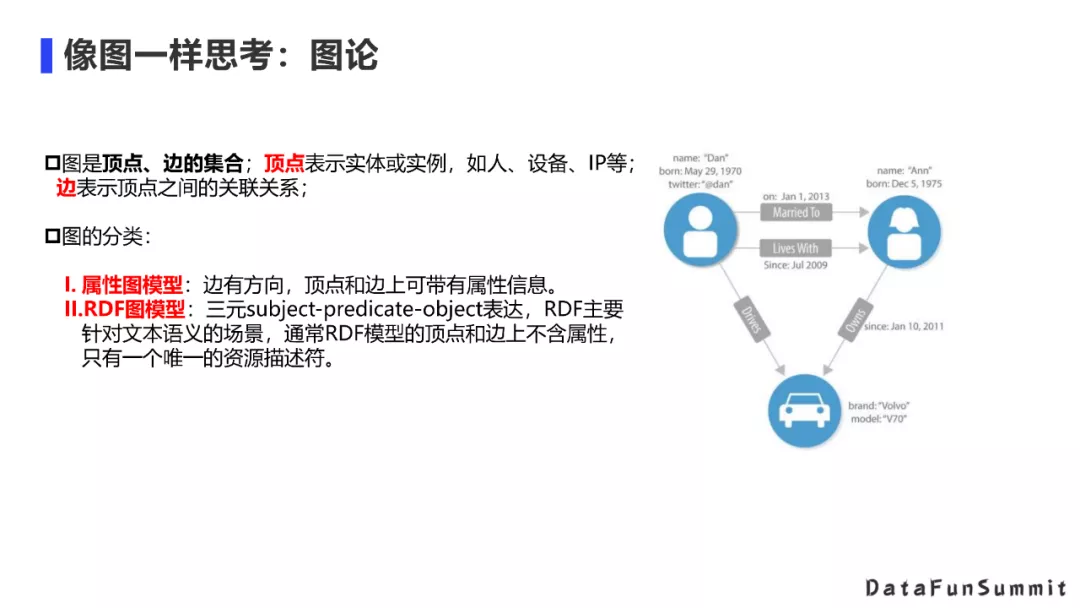 像图一样思考：图论
图是顶点、边的集合；顶点表示实体或实例，如人、设备、IP等；
边表示顶点之间的关联关系；
图的分类：
I. 属性图模型：边有方向，顶点和边上可带有属性信息。
II.RDF图模型：三元subject-predicate-object表达，RDF主要
针对文本语义的场景，通常RDF模型的顶点和边上不含属性，
只有一个唯一的资源描述符。
name: "Dan"
born: May 29, 1970
twitter: "@dan"
name: "Ann"
born: Dec 5, 1975
on: Jan 1, 2013
Married To
Lives With
Since: Jul 2009
Drives
Owns
since: Jan 10, 2011
brand: "Volvo"
model: "V70"
DataFunSummit